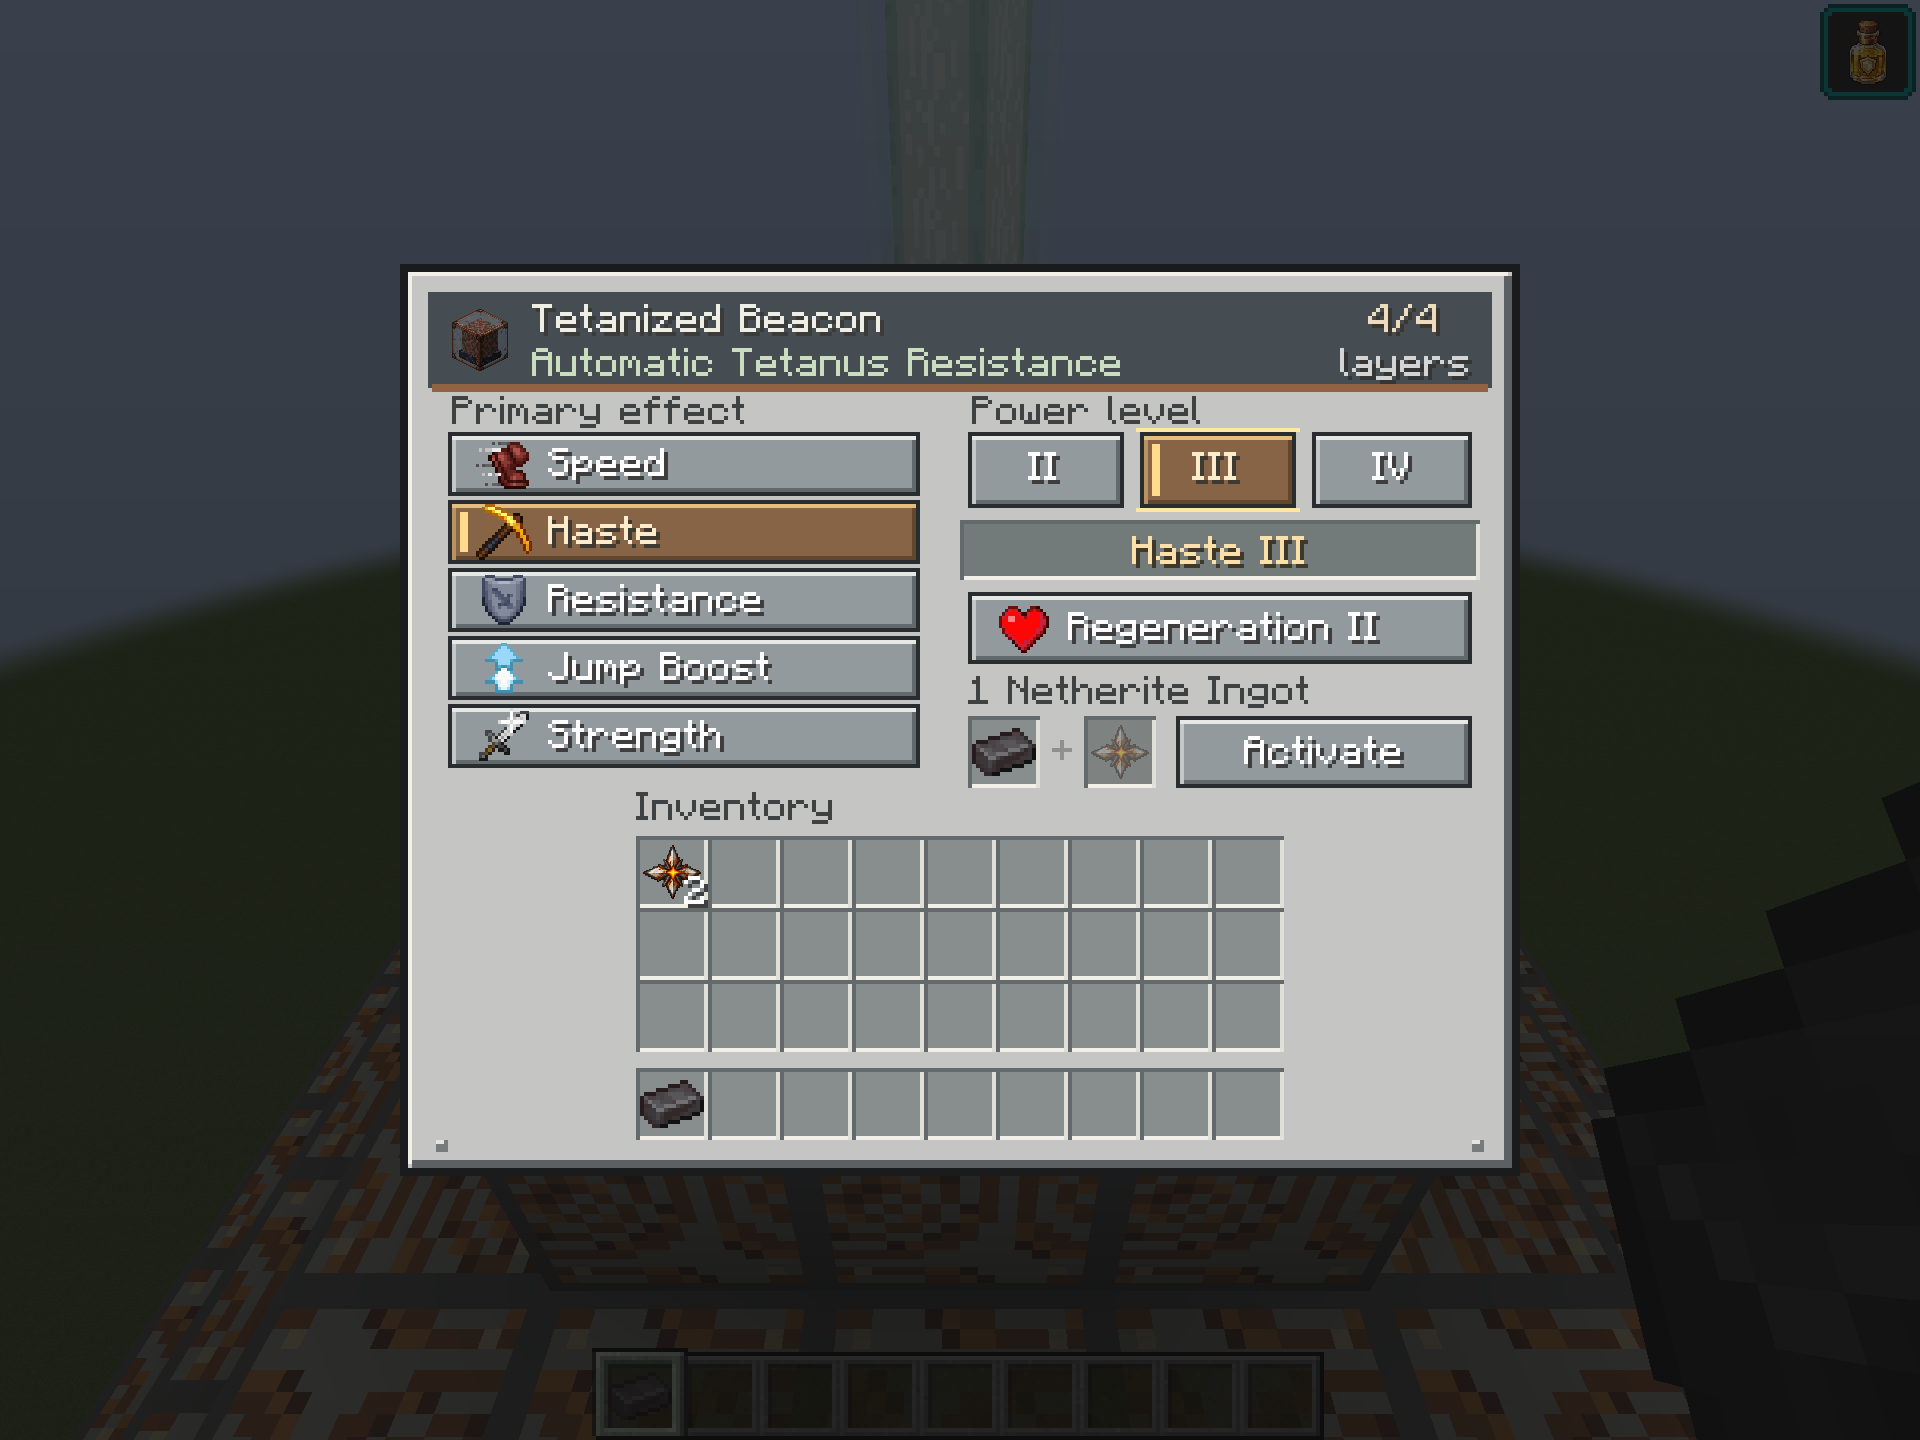 Tetanized Beacon
Automatic Tetanus Resistance
4/4
layers
Primary effect
Speed
Haste
Resistance
Jump Boost
Strength
Power level
II
III
IV
Haste III
Regeneration II
1 Netherite Ingot
+
Activate
Inventory
2